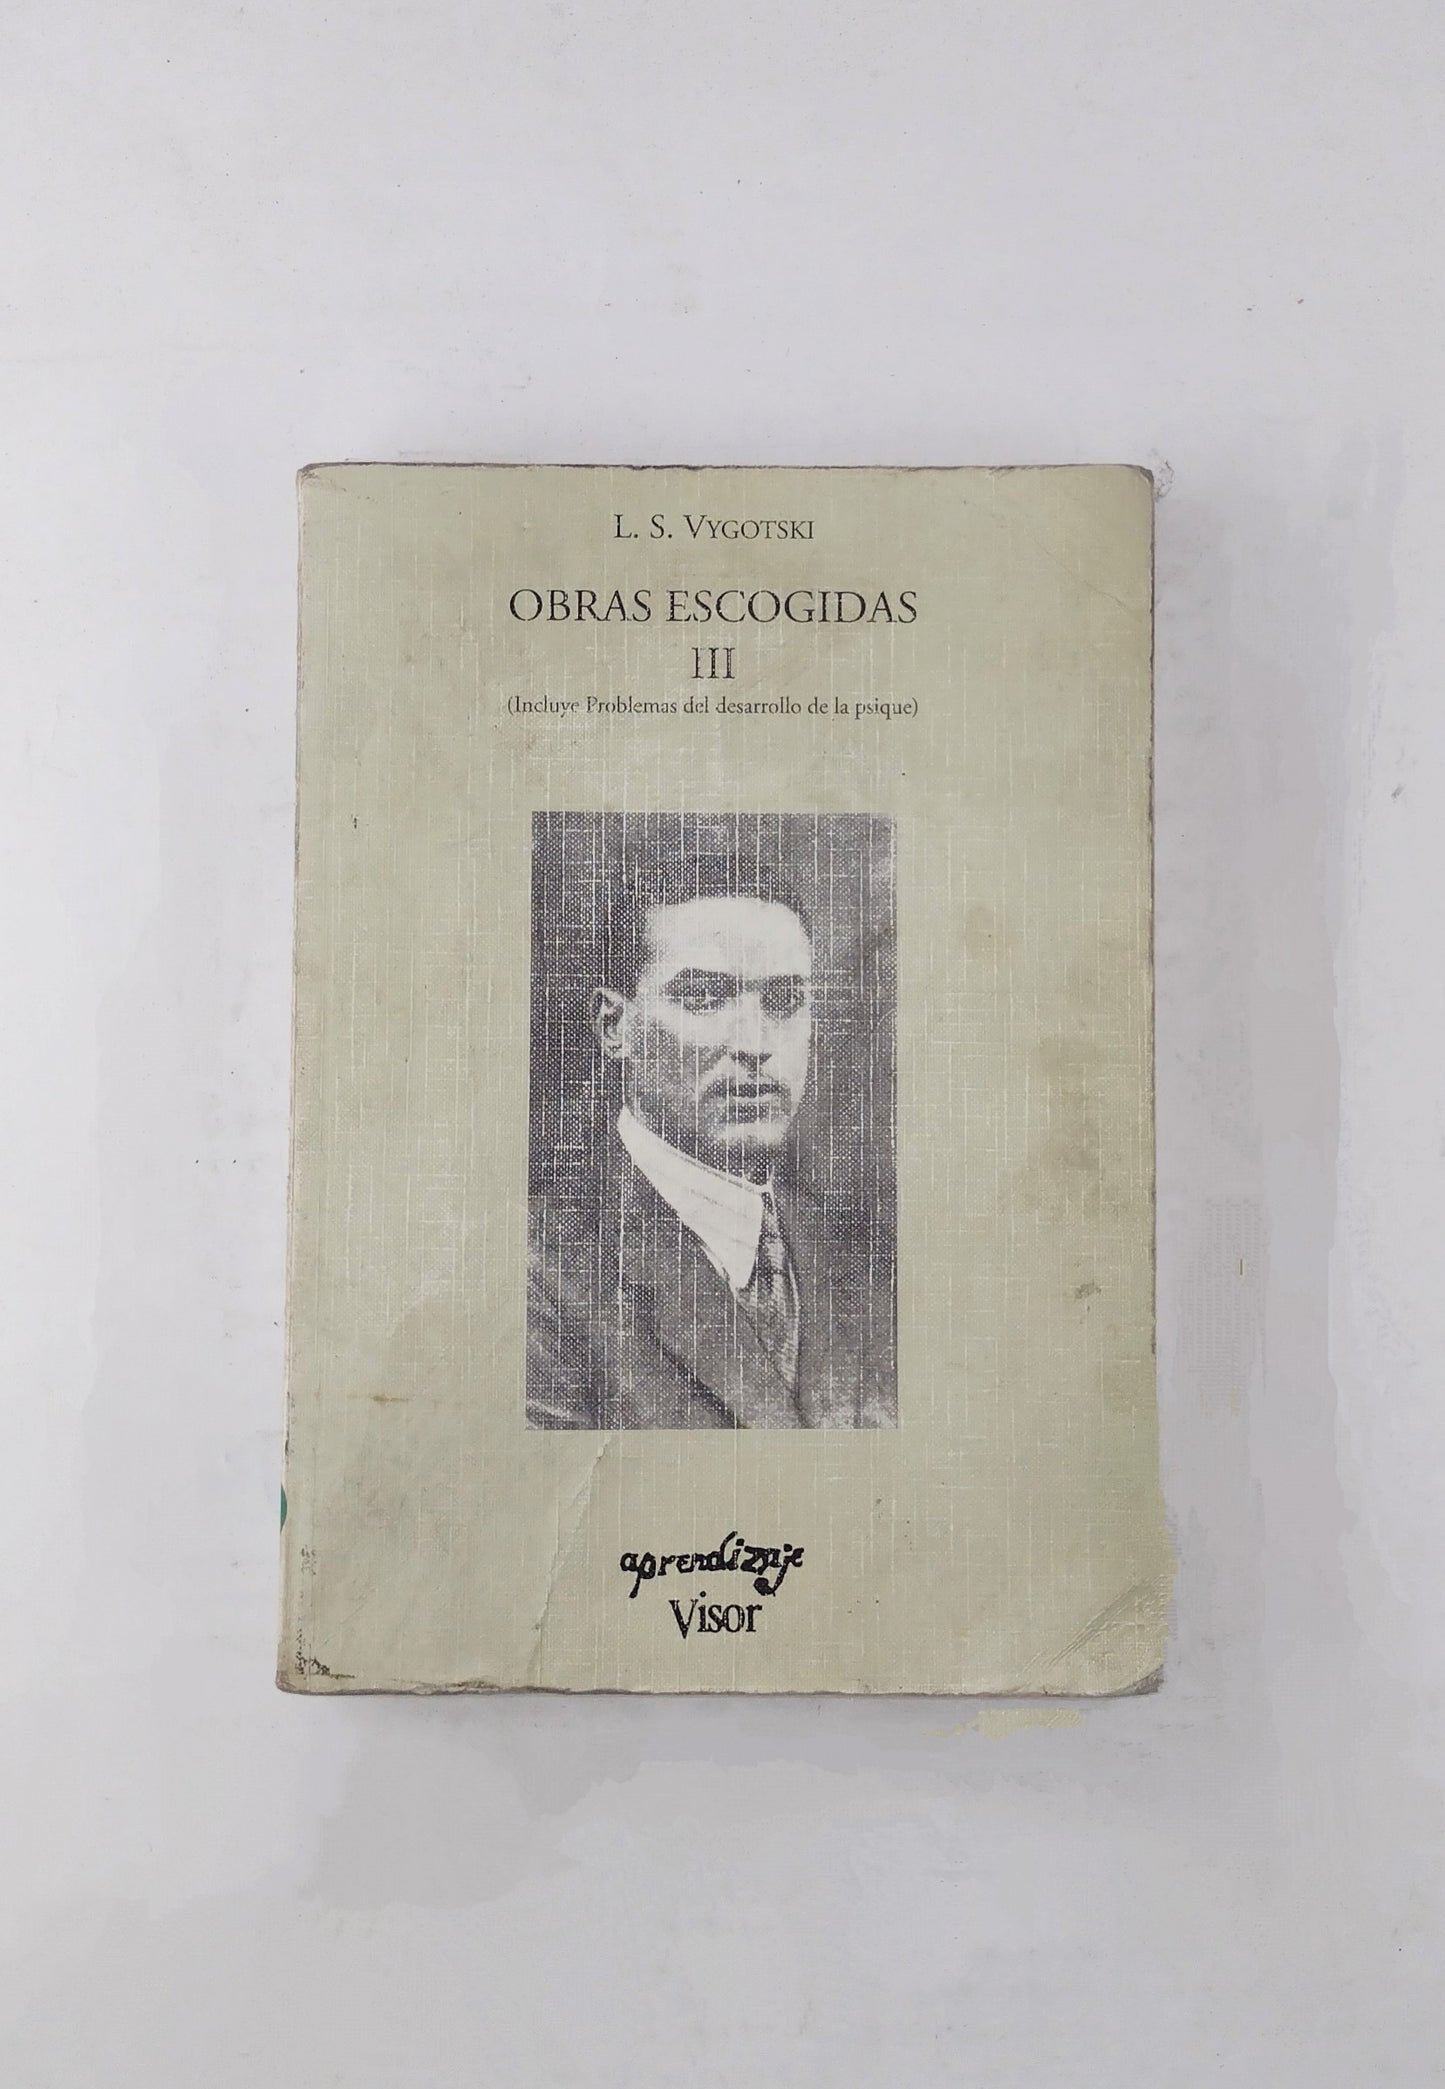 L. S. VYGOTSKI
OBRAS ESCOGIDAS
III
(Incluye Problemas del desarrollo de la psique)
aprendizaje
Visor